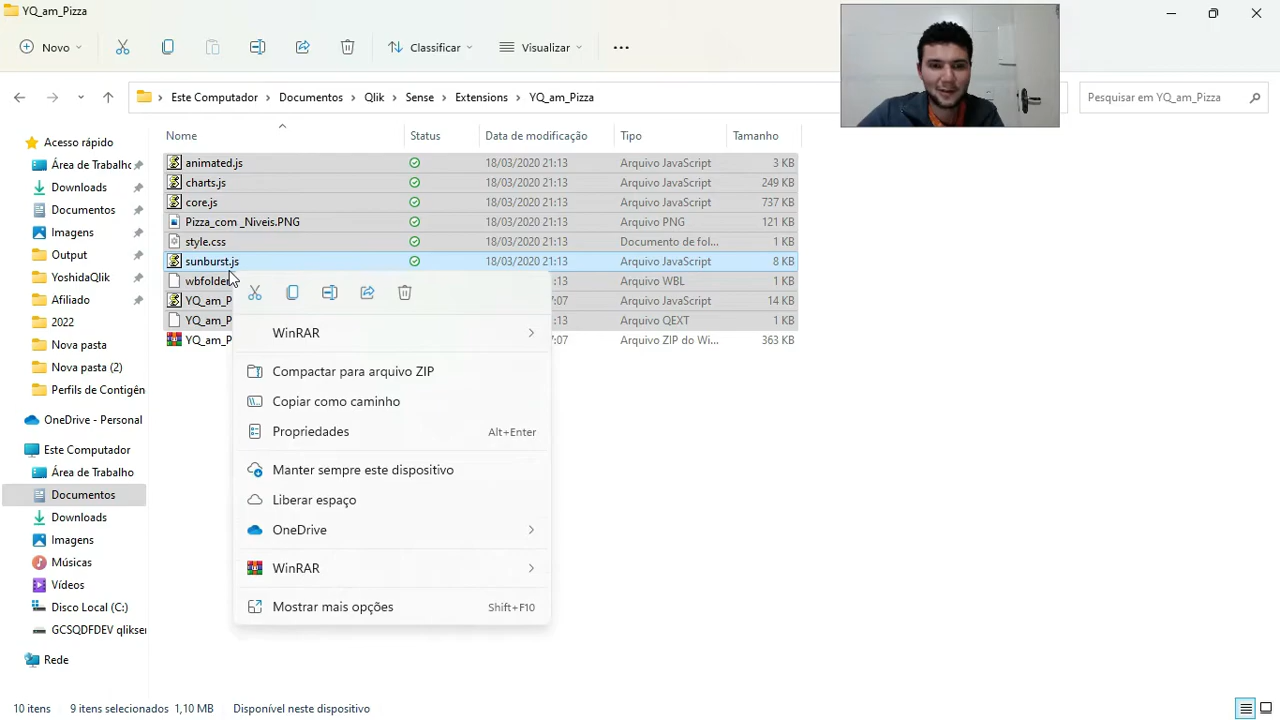 YQ_am_Pizza
Novo
Classificar
Visualizar
Este Computador > Documentos > Qlik > Sense > Extensions > YQ_am_Pizza
Pesquisar em YQ_am_Pizza
Nome Status Data de modificação Tipo Tamanho
Acesso rápido
Área de Trabalho
Downloads
Documentos
Imagens
Output
YoshidaQlik
Afiliado
2022
Nova pasta
Nova pasta (2)
Perfils de Contigên
OneDrive - Personal
Este Computador
Área de Trabalho
Documentos
Downloads
Imagens
Músicas
Vídeos
Disco Local (C:)
GCSQDFDEV qlikser
Rede
animated.js 18/03/2020 21:13 Arquivo JavaScript 3 KB
charts.js 18/03/2020 21:13 Arquivo JavaScript 249 KB
core.js 18/03/2020 21:13 Arquivo JavaScript 737 KB
Pizza_com _Niveis.PNG 18/03/2020 21:13 Arquivo PNG 121 KB
style.css 18/03/2020 21:13 Documento de fol... 1 KB
sunburst.js 18/03/2020 21:13 Arquivo JavaScript 8 KB
wbfolder :13 Arquivo WBL 1 KB
YQ_am_P :07 Arquivo JavaScript 14 KB
YQ_am_P :13 Arquivo QEXT 1 KB
YQ_am_P :07 Arquivo ZIP do Wi... 363 KB
WinRAR
Compactar para arquivo ZIP
Copiar como caminho
Propriedades Alt+Enter
Manter sempre este dispositivo
Liberar espaço
OneDrive
WinRAR
Mostrar mais opções Shift+F10
10 itens 9 itens selecionados 1,10 MB Disponível neste dispositivo